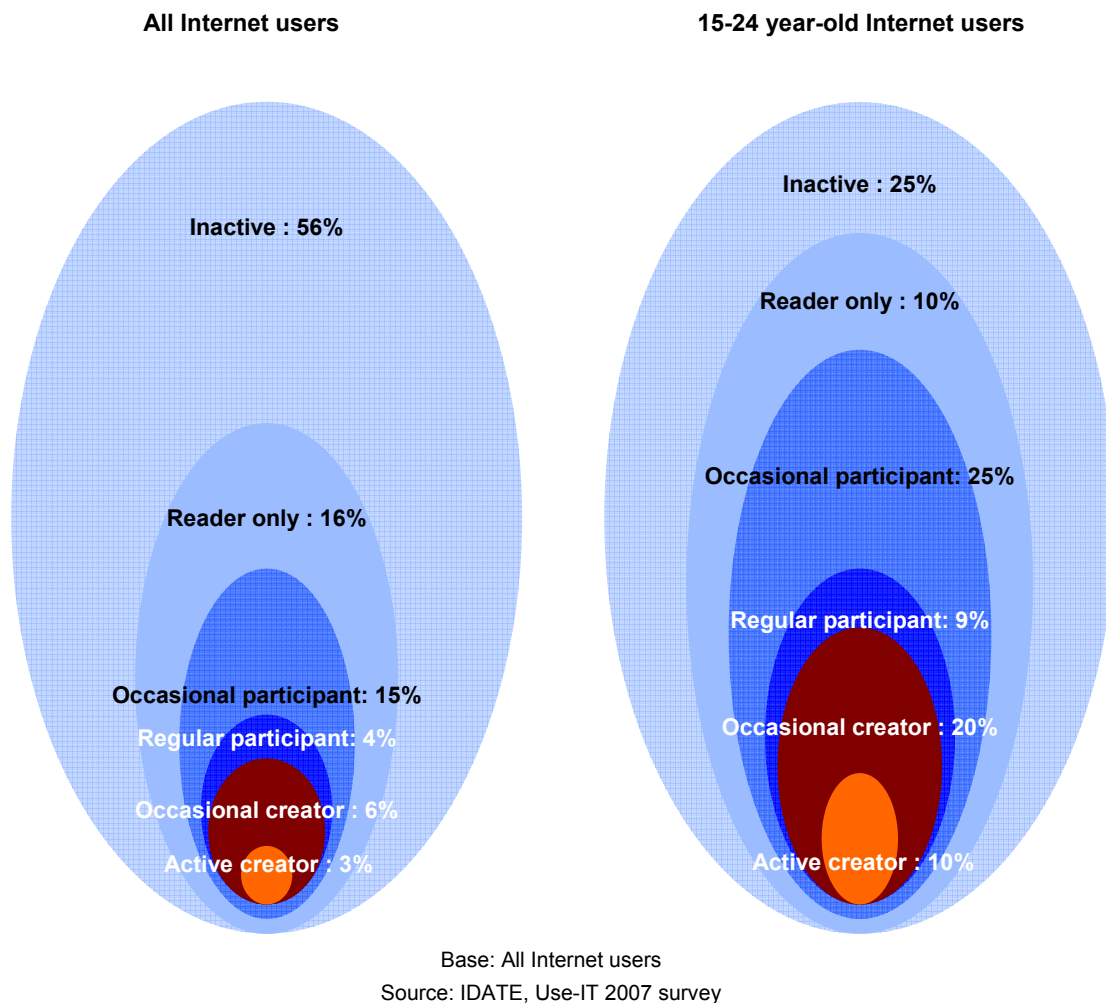 All Internet users
Inactive : 56%
Reader only : 16%
Occasional participant: 15%
Regular participant: 4%
Occasional creator : 6%
Active creator : 3%
15-24 year-old Internet users
Inactive : 25%
Reader only : 10%
Occasional participant: 25%
Regular participant: 9%
Occasional creator : 20%
Active creator : 10%
Base: All Internet users
Source: IDATE, Use-IT 2007 survey